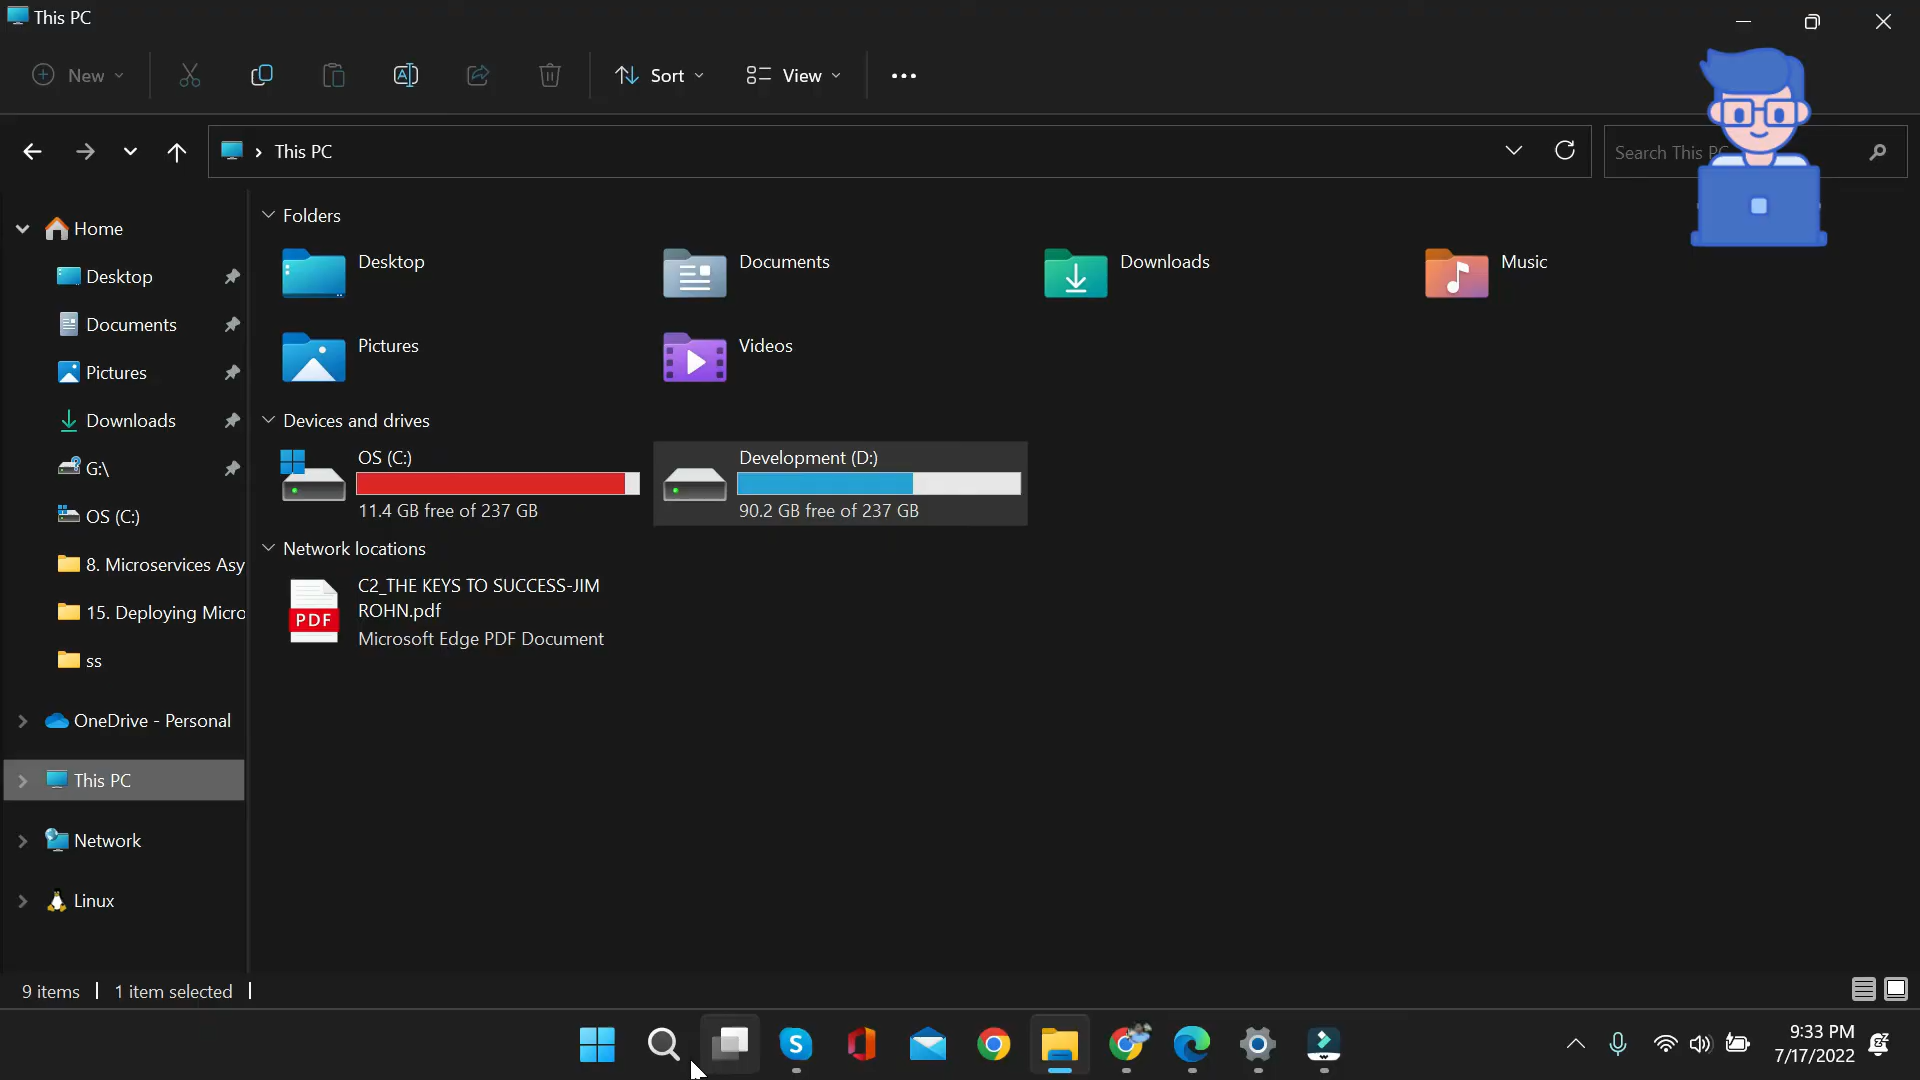 This PC
New
Sort
View
This PC
Search This PC
Home
Desktop
Documents
Pictures
Downloads
G:\
OS (C:)
8. Microservices Asy
15. Deploying Micro
ss
OneDrive - Personal
This PC
Network
Linux
Folders
Desktop
Documents
Downloads
Music
Pictures
Videos
Devices and drives
OS (C:)
11.4 GB free of 237 GB
Development (D:)
90.2 GB free of 237 GB
Network locations
C2_THE KEYS TO SUCCESS-JIM
ROHN.pdf
Microsoft Edge PDF Document
PDF
9 items
1 item selected
9:33 PM
7/17/2022